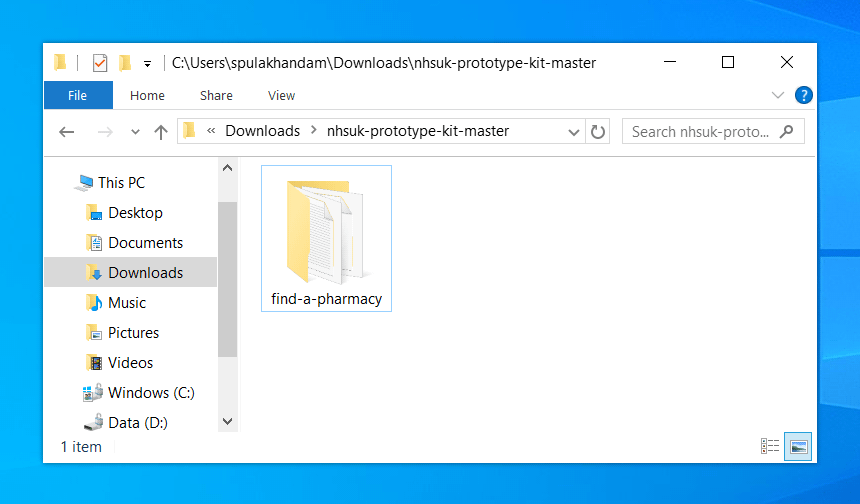 C:\Users\spulakhandam\Downloads\nhsuk-prototype-kit-master
File Home Share View
?
« Downloads > nhsuk-prototype-kit-master
Search nhsuk-proto...
This PC
Desktop
Documents
Downloads
Music
Pictures
Videos
Windows (C:)
Data (D:)
find-a-pharmacy
1 item